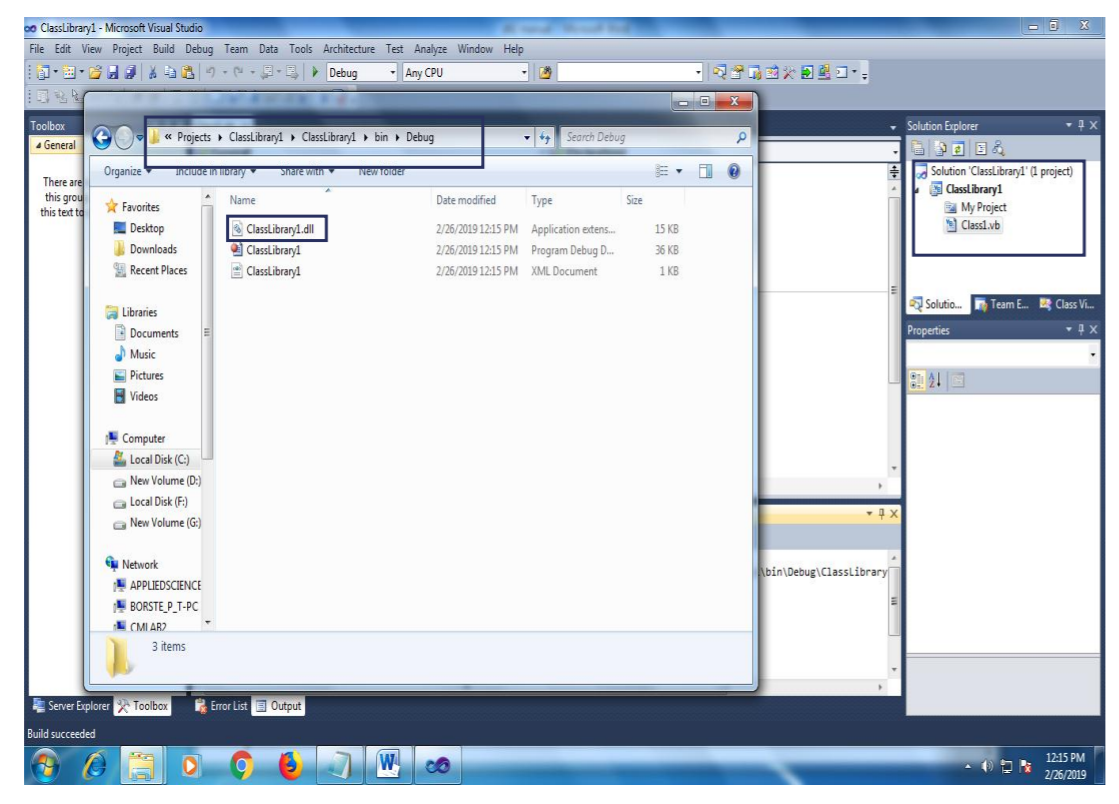 ClassLibrary1 - Microsoft Visual Studio
File Edit View Project Build Debug Team Data Tools Architecture Test Analyze Window Help
Debug Any CPU
Toolbox
General
There are
this grou
this text to
« Projects ClassLibrary1 ClassLibrary1 bin Debug
Search Debug
Organize Include in library Share with New folder
Favorites
Desktop
Downloads
Recent Places
Libraries
Documents
Music
Pictures
Videos
Computer
Local Disk (C:)
New Volume (D:)
Local Disk (F:)
New Volume (G:)
Network
APPLIEDSCIENCE
BORSTE_P_T-PC
CMLAB2
Name Date modified Type Size
ClassLibrary1.dll 2/26/2019 12:15 PM Application extens... 15 KB
ClassLibrary1 2/26/2019 12:15 PM Program Debug D... 36 KB
ClassLibrary1 2/26/2019 12:15 PM XML Document 1 KB
3 items
Solution Explorer
Solution 'ClassLibrary1' (1 project)
ClassLibrary1
My Project
Class1.vb
Solutio... Team E... Class Vi...
Properties
\bin\Debug\ClassLibrary
Server Explorer Toolbox Error List Output
Build succeeded
12:15 PM
2/26/2019